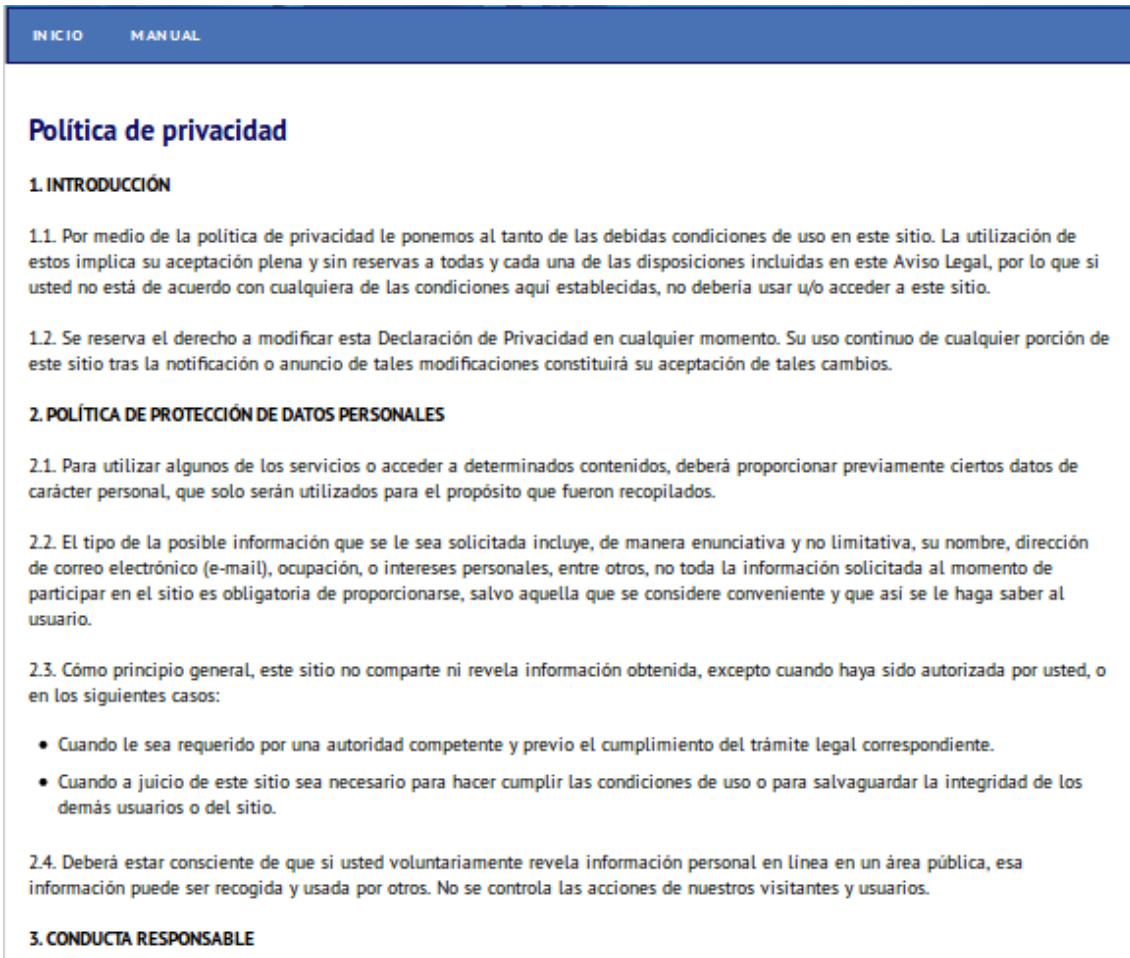 INICIO MANUAL
Política de privacidad
1. INTRODUCCIÓN
1.1. Por medio de la política de privacidad le ponemos al tanto de las debidas condiciones de uso en este sitio. La utilización de
estos implica su aceptación plena y sin reservas a todas y cada una de las disposiciones incluidas en este Aviso Legal, por lo que si
usted no está de acuerdo con cualquiera de las condiciones aquí establecidas, no debería usar u/o acceder a este sitio.
1.2. Se reserva el derecho a modificar esta Declaración de Privacidad en cualquier momento. Su uso continuo de cualquier porción de
este sitio tras la notificación o anuncio de tales modificaciones constituirá su aceptación de tales cambios.
2. POLÍTICA DE PROTECCIÓN DE DATOS PERSONALES
2.1. Para utilizar algunos de los servicios o acceder a determinados contenidos, deberá proporcionar previamente ciertos datos de
carácter personal, que solo serán utilizados para el propósito que fueron recopilados.
2.2. El tipo de la posible información que se le sea solicitada incluye, de manera enunciativa y no limitativa, su nombre, dirección
de correo electrónico (e-mail), ocupación, o intereses personales, entre otros, no toda la información solicitada al momento de
participar en el sitio es obligatoria de proporcionarse, salvo aquella que se considere conveniente y que así se le haga saber al
usuario.
2.3. Cómo principio general, este sitio no comparte ni revela información obtenida, excepto cuando haya sido autorizada por usted, o
en los siguientes casos:
• Cuando le sea requerido por una autoridad competente y previo el cumplimiento del trámite legal correspondiente.
• Cuando a juicio de este sitio sea necesario para hacer cumplir las condiciones de uso o para salvaguardar la integridad de los
demás usuarios o del sitio.
2.4. Deberá estar consciente de que si usted voluntariamente revela información personal en línea en un área pública, esa
información puede ser recogida y usada por otros. No se controla las acciones de nuestros visitantes y usuarios.
3. CONDUCTA RESPONSABLE